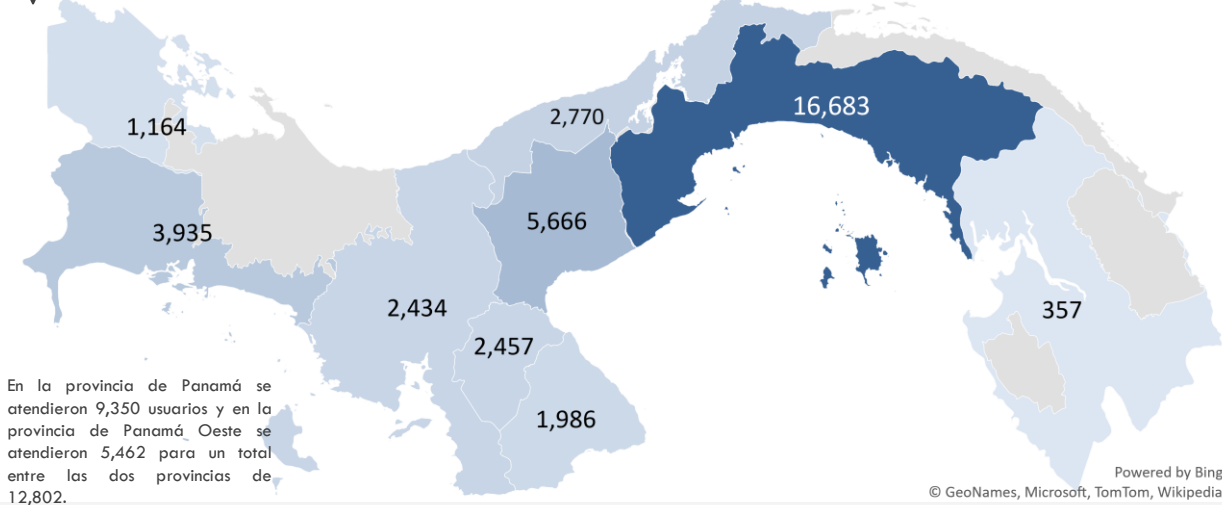 16,683
2,770
1,164
5,666
3,935
2,434
357
2,457
1,986
En la provincia de Panamá se
atendieron 9,350 usuarios y en la
provincia de Panamá Oeste se
atendieron 5,462 para un total
entre las dos provincias de
12,802.
Powered by Bing
© GeoNames, Microsoft, TomTom, Wikipedia